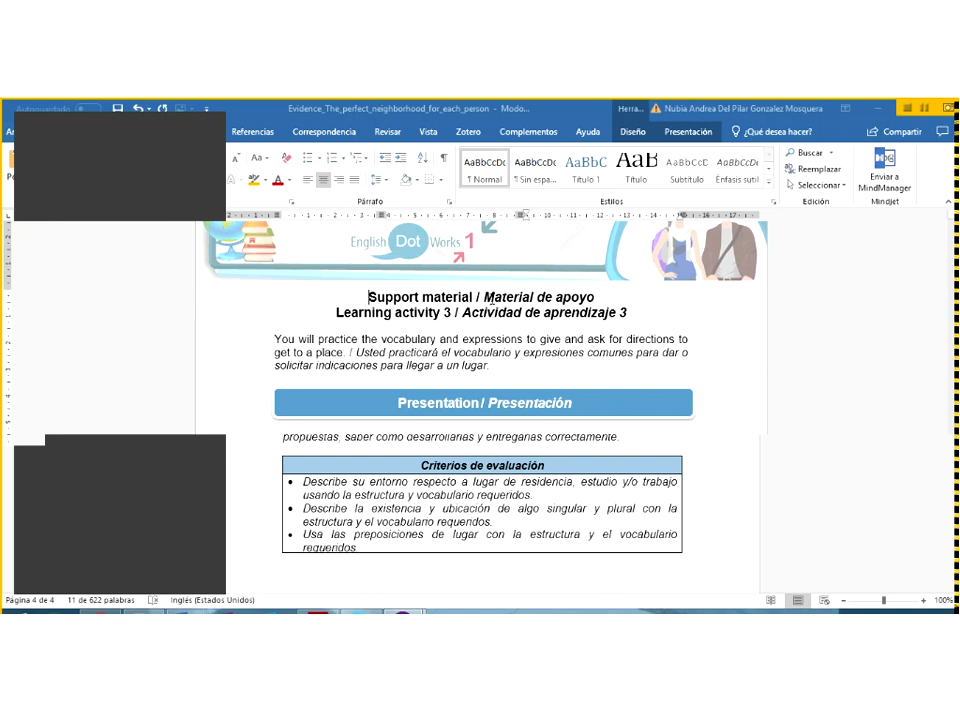 Autoguardado
Evidence_The_perfect_neighborhood_for_each_person - Modo...
Herra...
Nubia Andrea Del Pilar Gonzalez Mosquera
Referencias Correspondencia Revisar Vista Zotero Complementos Ayuda Diseño Presentación ¿Qué desea hacer? Compartir
AaBbCcDc AaBbCcDc AaBbC AaB AaBbCcD AaBbCcDc
¶ Normal ¶ Sin espa... Título 1 Título Subtítulo Énfasis sutil
Buscar
Reemplazar
Seleccionar
Enviar a
MindManager
Párrafo Estilos Edición Mindjet
English Dot Works 1
Support material / Material de apoyo
Learning activity 3 / Actividad de aprendizaje 3
You will practice the vocabulary and expressions to give and ask for directions to
get to a place. / Usted practicará el vocabulario y expresiones comunes para dar o
solicitar indicaciones para llegar a un lugar.
Presentation / Presentación
propuestas, saber como desarrollarlas y entregarlas correctamente.
Criterios de evaluación
• Describe su entorno respecto a lugar de residencia, estudio y/o trabajo
usando la estructura y vocabulario requeridos.
• Describe la existencia y ubicación de algo singular y plural con la
estructura y el vocabulario requeridos.
• Usa las preposiciones de lugar con la estructura y el vocabulario
requeridos.
Página 4 de 4 11 de 622 palabras Inglés (Estados Unidos) 100%